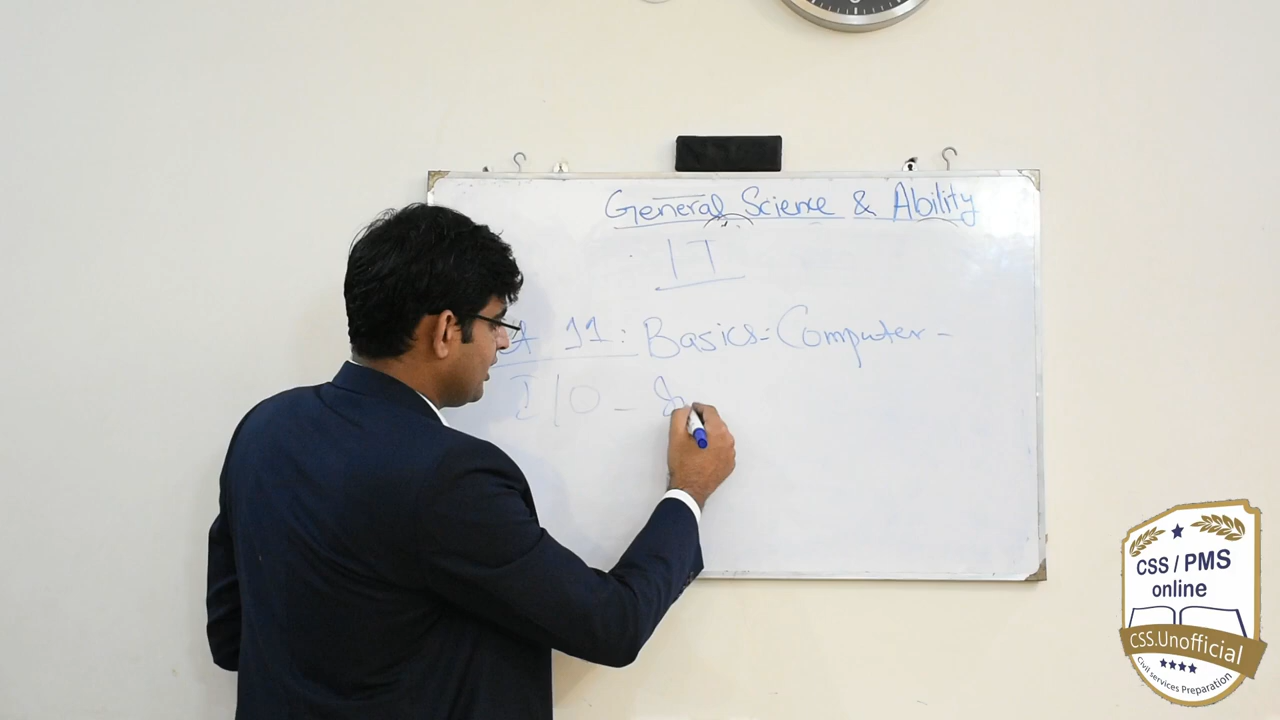 General Science & Ability
IT
11: Basics - Computer -
I/O -
CSS / PMS
online
CSS.Unofficial
Civil services Preparation